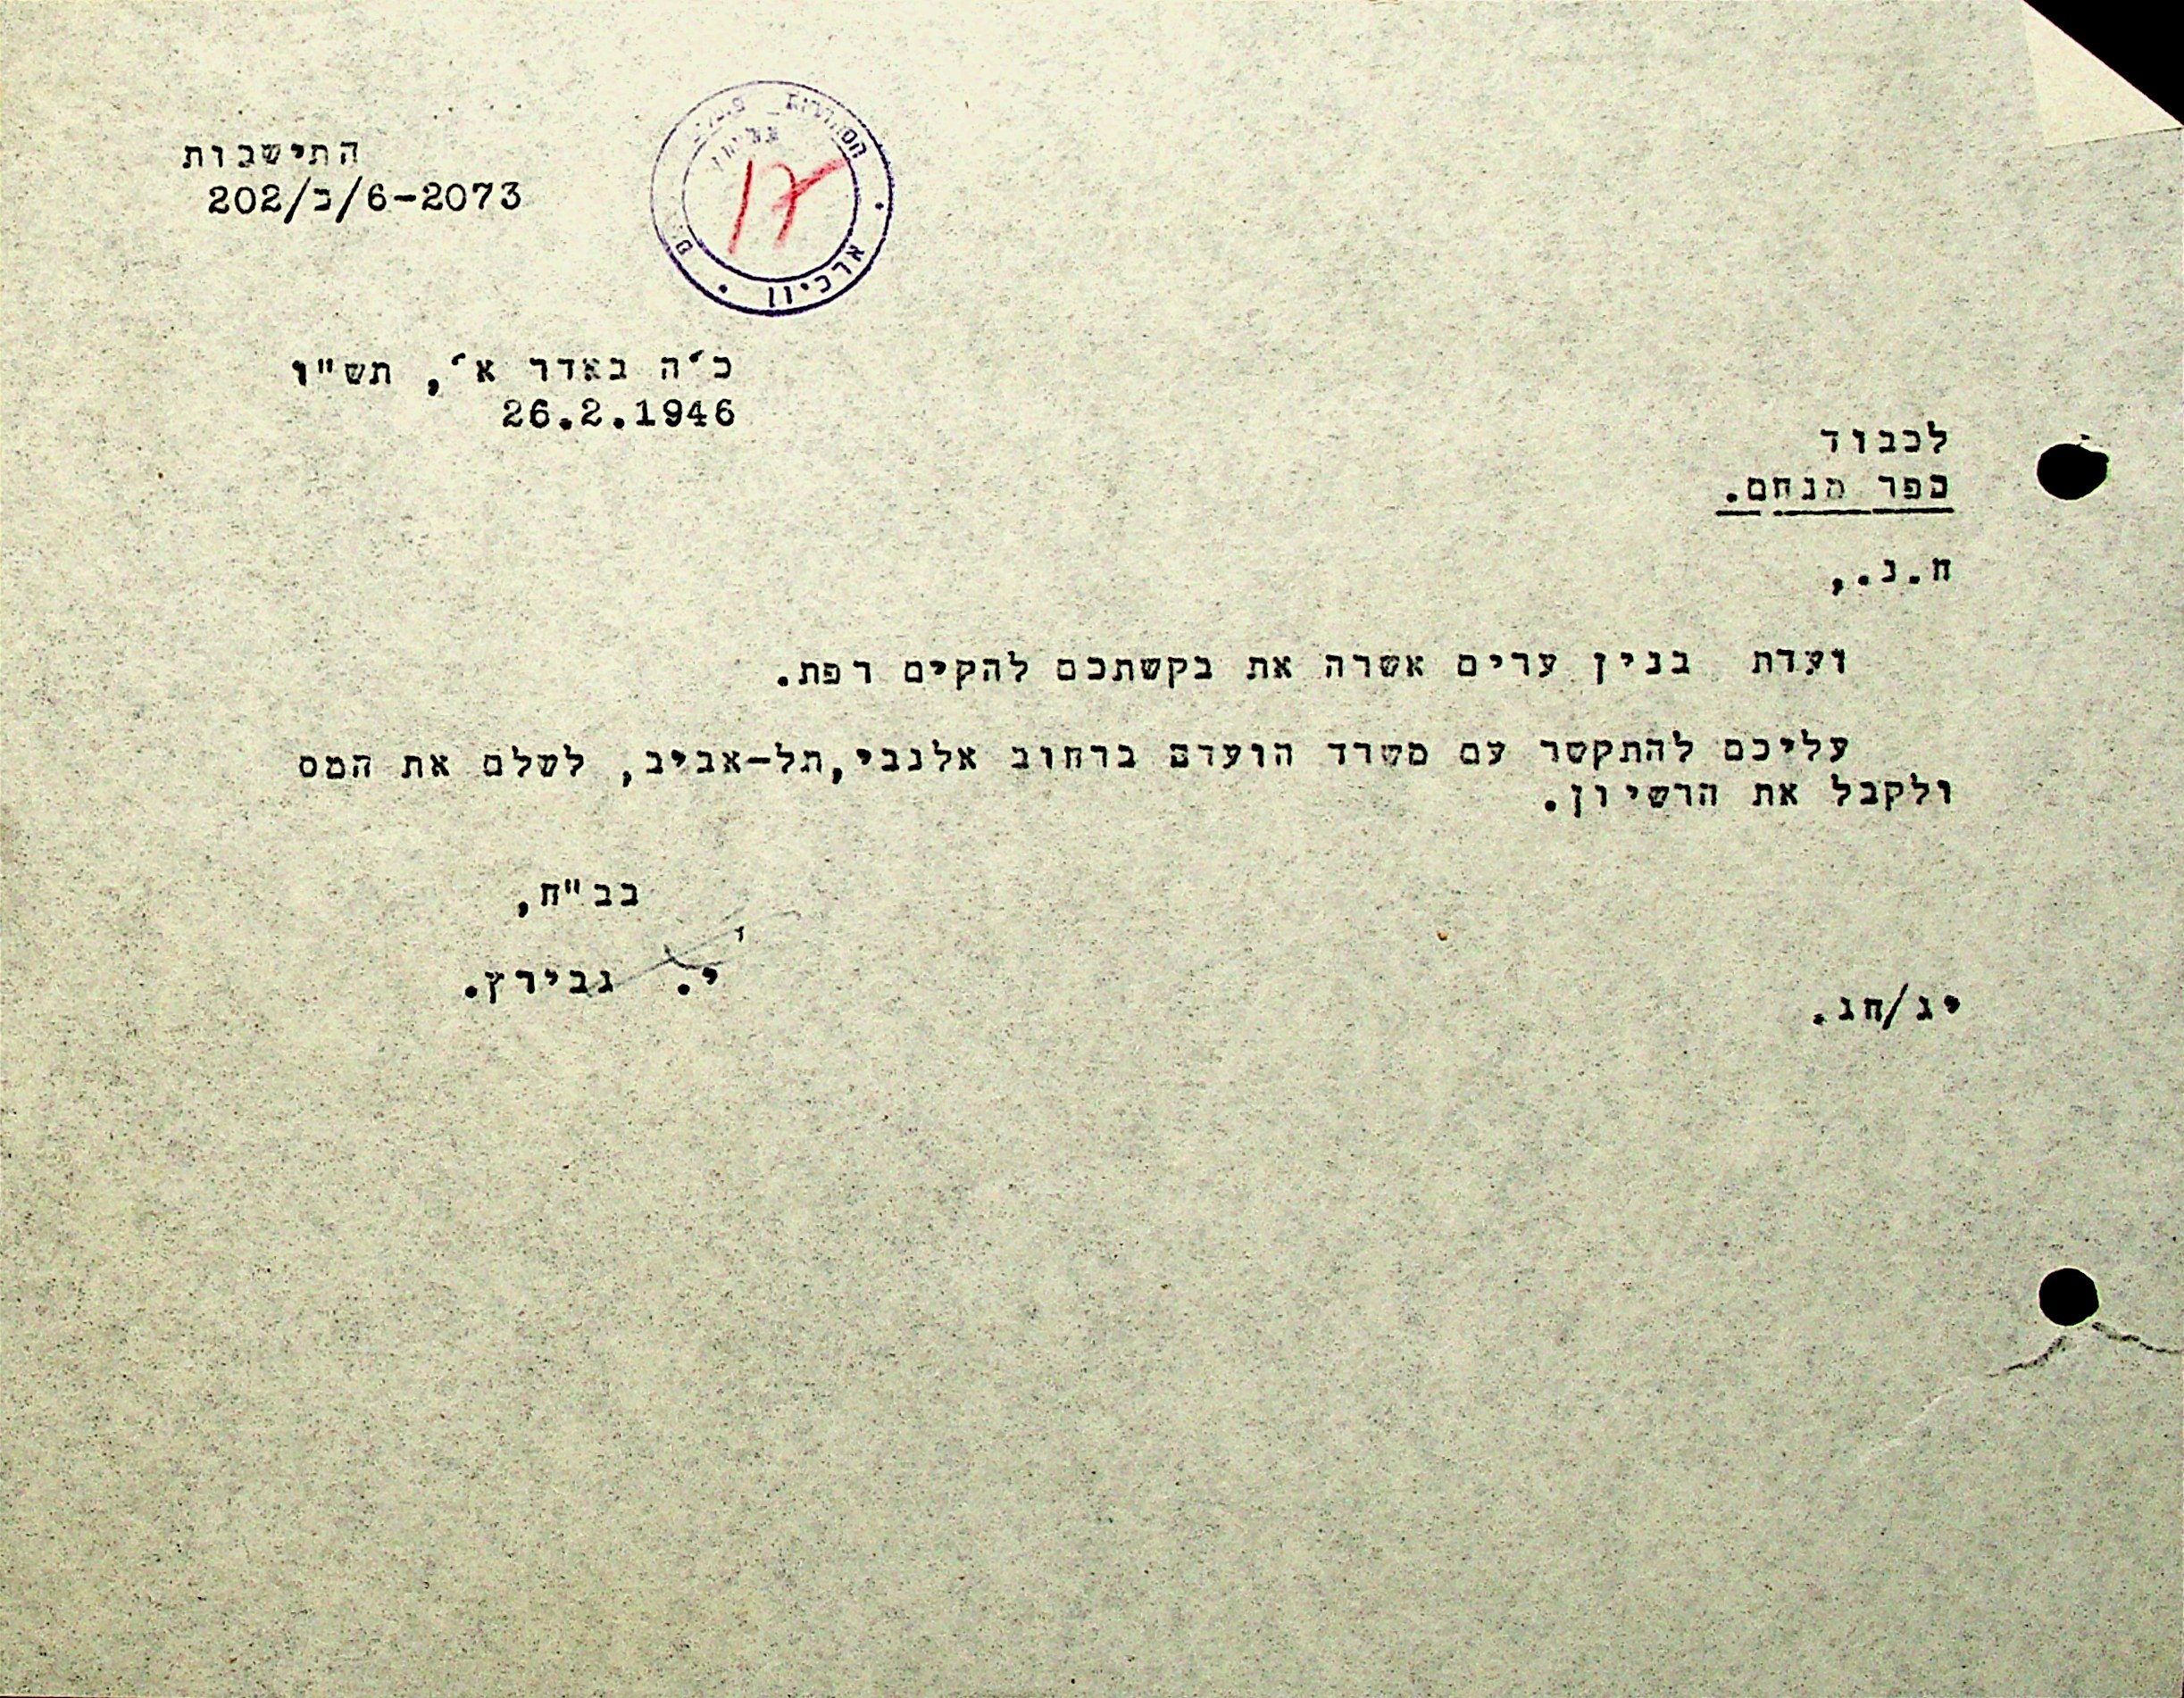 התישבות
202/כ/6-2073
כ'ה באדר א', תש"ו
26.2.1946
לכבוד
כפר מנחם.
ח.נ.,
ועדת בנין ערים אשרה את בקשתכם להקים רפת.
עליכם להתקשר עם משרד הועדה ברחוב אלנבי,תל-אביב, לשלם את המס
ולקבל את הרשיון.
בב"ח,
י. גבירץ.
יג/חג.